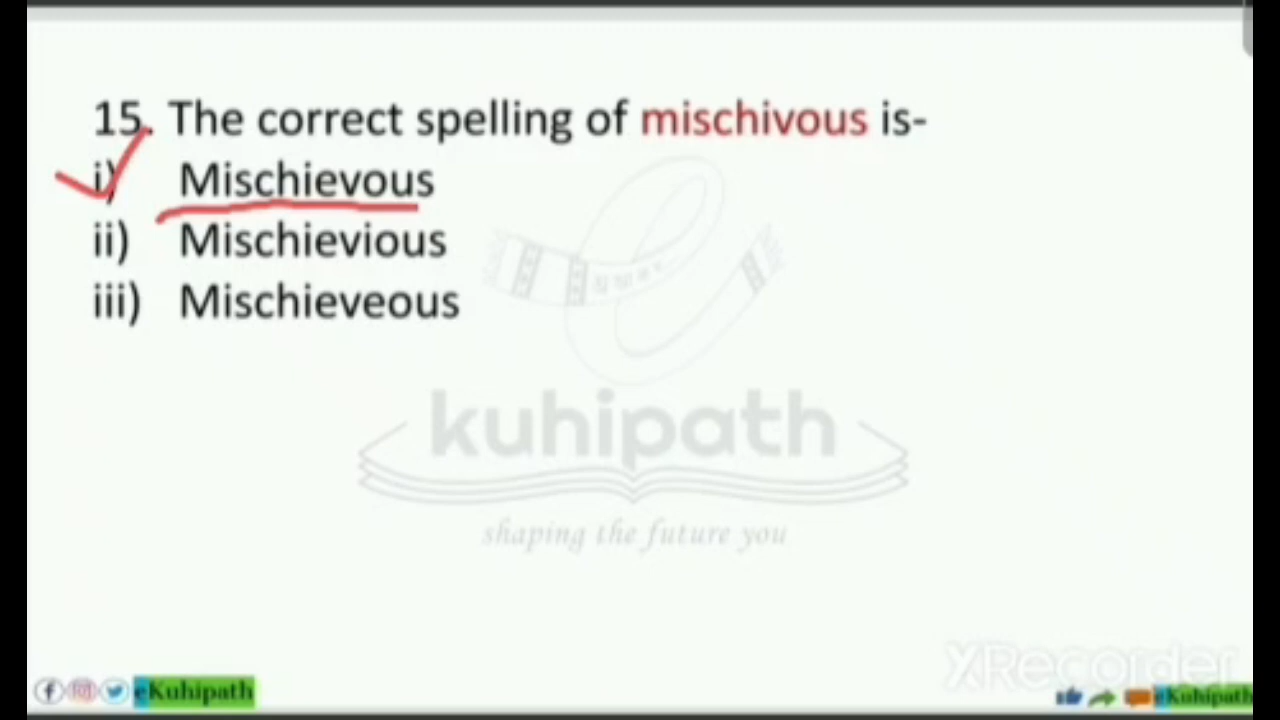 15. The correct spelling of mischivous is-
i) Mischievous
ii) Mischievious
iii) Mischieveous
kuhipath
shaping the future you
XRecorder
eKuhipath
eKuhipath